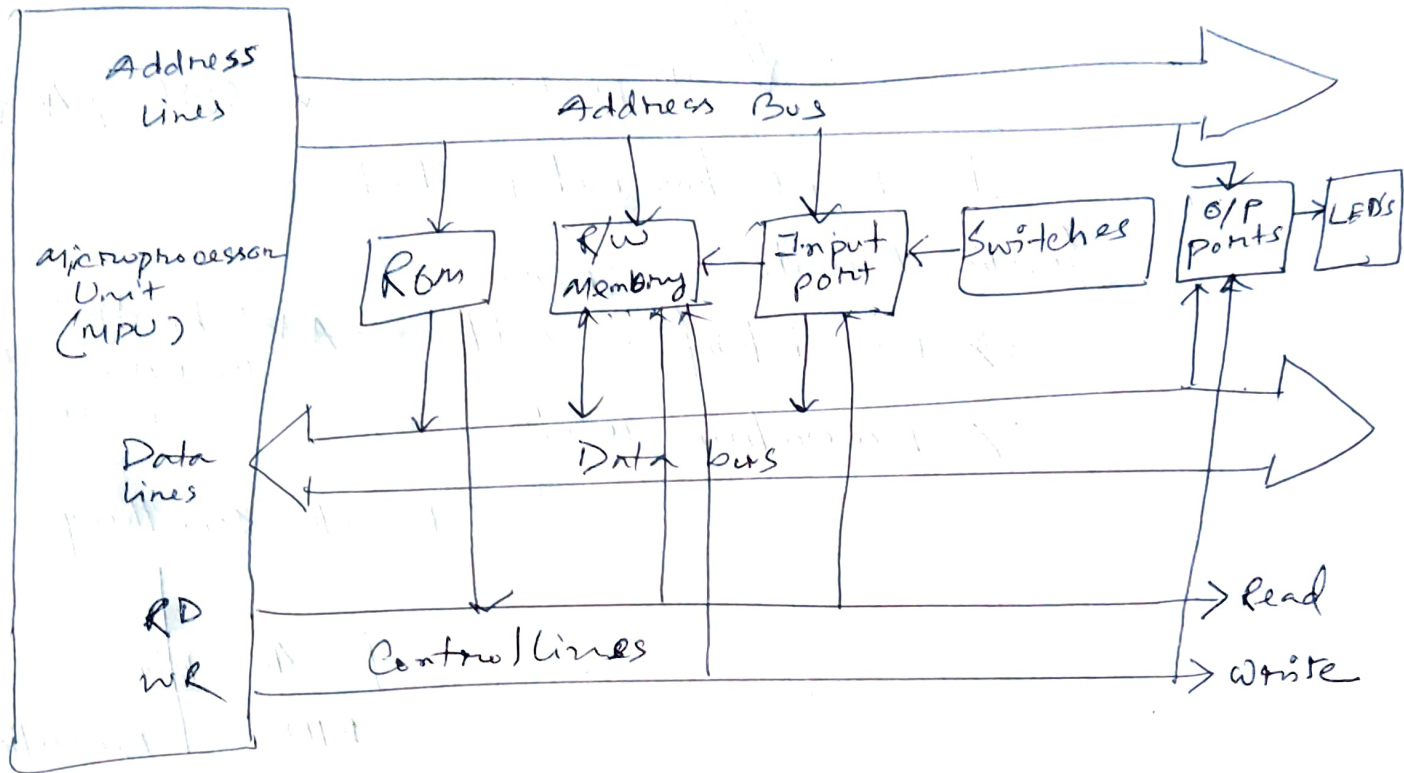 Address
Lines
Address Bus
Microprocessor
Unit
(MPU)
ROM
R/W
Memory
Input
port
Switches
O/P
ports
LED's
Data
lines
Data bus
RD
Read
Control lines
WR
Write